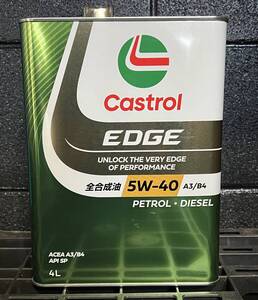 Castrol
EDGE
UNLOCK THE VERY EDGE
OF PERFORMANCE
全合成油 5W-40 A3/B4
PETROL • DIESEL
ACEA A3/B4
API SP
4L